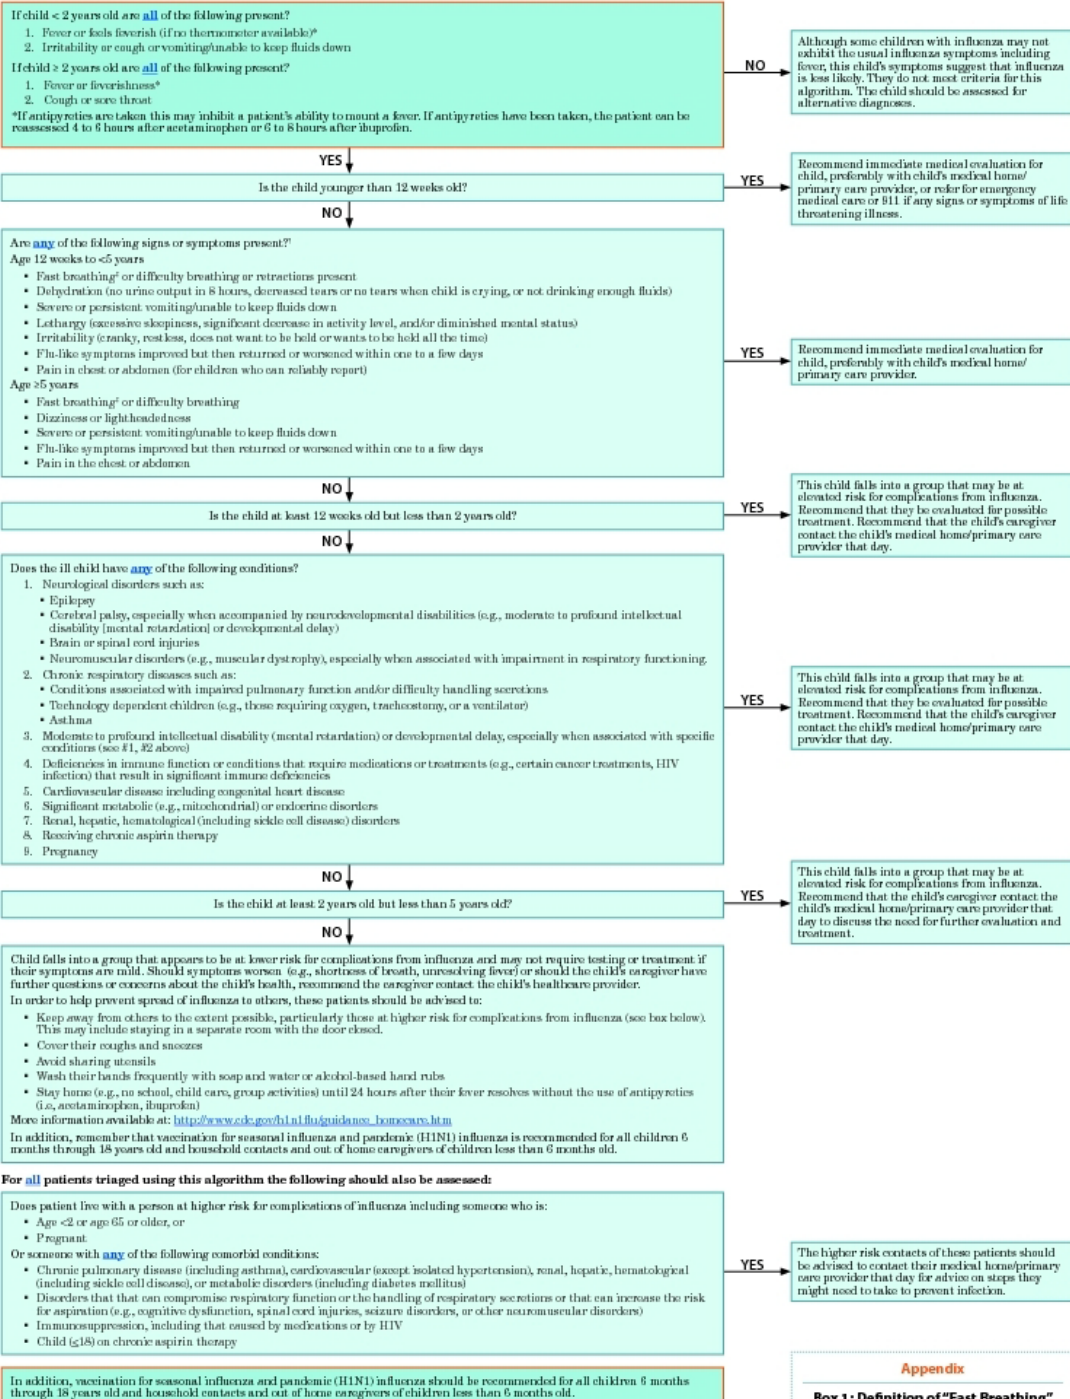 If child < 2 years old are all of the following present?
1. Fever or feels feverish (if no thermometer available)*
2. Irritability or cough or vomiting/unable to keep fluids down
If child ≥ 2 years old are all of the following present?
1. Fever or feverishness*
2. Cough or sore throat
*If antipyretics are taken this may inhibit a patient's ability to mount a fever. If antipyretics have been taken, the patient can be
reassessed 4 to 6 hours after acetaminophen or 6 to 8 hours after ibuprofen.
NO
Although some children with influenza may not
exhibit the usual influenza symptoms including
fever, this child's symptoms suggest that influenza
is less likely. They do not meet criteria for this
algorithm. The child should be assessed for
alternative diagnoses.
YES
Is the child younger than 12 weeks old?
YES
Recommend immediate medical evaluation for
child, preferably with child's medical home/
primary care provider, or refer for emergency
medical care or 911 if any signs or symptoms of life
threatening illness.
NO
Are any of the following signs or symptoms present?¹
Age 12 weeks to <5 years
▪ Fast breathing² or difficulty breathing or retractions present
▪ Dehydration (no urine output in 8 hours, decreased tears or no tears when child is crying, or not drinking enough fluids)
▪ Severe or persistent vomiting/unable to keep fluids down
▪ Lethargy (excessive sleepiness, significant decrease in activity level, and/or diminished mental status)
▪ Irritability (cranky, restless, does not want to be held or wants to be held all the time)
▪ Flu-like symptoms improved but then returned or worsened within one to a few days
▪ Pain in chest or abdomen (for children who can reliably report)
Age ≥5 years
▪ Fast breathing² or difficulty breathing
▪ Dizziness or lightheadedness
▪ Severe or persistent vomiting/unable to keep fluids down
▪ Flu-like symptoms improved but then returned or worsened within one to a few days
▪ Pain in the chest or abdomen
YES
Recommend immediate medical evaluation for
child, preferably with child's medical home/
primary care provider.
NO
Is the child at least 12 weeks old but less than 2 years old?
YES
This child falls into a group that may be at
elevated risk for complications from influenza.
Recommend that they be evaluated for possible
treatment. Recommend that the child's caregiver
contact the child's medical home/primary care
provider that day.
NO
Does the ill child have any of the following conditions?
1. Neurological disorders such as:
▪ Epilepsy
▪ Cerebral palsy, especially when accompanied by neurodevelopmental disabilities (e.g., moderate to profound intellectual
disability [mental retardation] or developmental delay)
▪ Brain or spinal cord injuries
▪ Neuromuscular disorders (e.g., muscular dystrophy), especially when associated with impairment in respiratory functioning.
2. Chronic respiratory diseases such as:
▪ Conditions associated with impaired pulmonary function and/or difficulty handling secretions
▪ Technology dependent children (e.g., those requiring oxygen, tracheostomy, or a ventilator)
▪ Asthma
3. Moderate to profound intellectual disability (mental retardation) or developmental delay, especially when associated with specific
conditions (see #1, #2 above)
4. Deficiencies in immune function or conditions that require medications or treatments (e.g., certain cancer treatments, HIV
infection) that result in significant immune deficiencies
5. Cardiovascular disease including congenital heart disease
6. Significant metabolic (e.g., mitochondrial) or endocrine disorders
7. Renal, hepatic, hematological (including sickle cell disease) disorders
8. Receiving chronic aspirin therapy
9. Pregnancy
YES
This child falls into a group that may be at
elevated risk for complications from influenza.
Recommend that they be evaluated for possible
treatment. Recommend that the child's caregiver
contact the child's medical home/primary care
provider that day.
NO
Is the child at least 2 years old but less than 5 years old?
YES
This child falls into a group that may be at
elevated risk for complications from influenza.
Recommend that the child's caregiver contact the
child's medical home/primary care provider that
day to discuss the need for further evaluation and
treatment.
NO
Child falls into a group that appears to be at lower risk for complications from influenza and may not require testing or treatment if
their symptoms are mild. Should symptoms worsen (e.g., shortness of breath, unresolving fever) or should the child's caregiver have
further questions or concerns about the child's health, recommend the caregiver contact the child's healthcare provider.
In order to help prevent spread of influenza to others, these patients should be advised to:
▪ Keep away from others to the extent possible, particularly those at higher risk for complications from influenza (see box below).
This may include staying in a separate room with the door closed.
▪ Cover their coughs and sneezes
▪ Avoid sharing utensils
▪ Wash their hands frequently with soap and water or alcohol-based hand rubs
▪ Stay home (e.g., no school, child care, group activities) until 24 hours after their fever resolves without the use of antipyretics
(i.e, acetaminophen, ibuprofen)
More information available at: http://www.cdc.gov/h1n1flu/guidance_homecare.htm
In addition, remember that vaccination for seasonal influenza and pandemic (H1N1) influenza is recommended for all children 6
months through 18 years old and household contacts and out of home caregivers of children less than 6 months old.
For all patients triaged using this algorithm the following should also be assessed:
Does patient live with a person at higher risk for complications of influenza including someone who is:
▪ Age <2 or age 65 or older, or
▪ Pregnant
Or someone with any of the following comorbid conditions:
▪ Chronic pulmonary disease (including asthma), cardiovascular (except isolated hypertension), renal, hepatic, hematological
(including sickle cell disease), or metabolic disorders (including diabetes mellitus)
▪ Disorders that that can compromise respiratory function or the handling of respiratory secretions or that can increase the risk
for aspiration (e.g., cognitive dysfunction, spinal cord injuries, seizure disorders, or other neuromuscular disorders)
▪ Immunosuppression, including that caused by medications or by HIV
▪ Child (≤18) on chronic aspirin therapy
YES
The higher risk contacts of these patients should
be advised to contact their medical home/primary
care provider that day for advice on steps they
might need to take to prevent infection.
In addition, vaccination for seasonal influenza and pandemic (H1N1) influenza should be recommended for all children 6 months
through 18 years old and household contacts and out of home caregivers of children less than 6 months old.
Appendix
Box 1: Definition of "Fast Breathing"